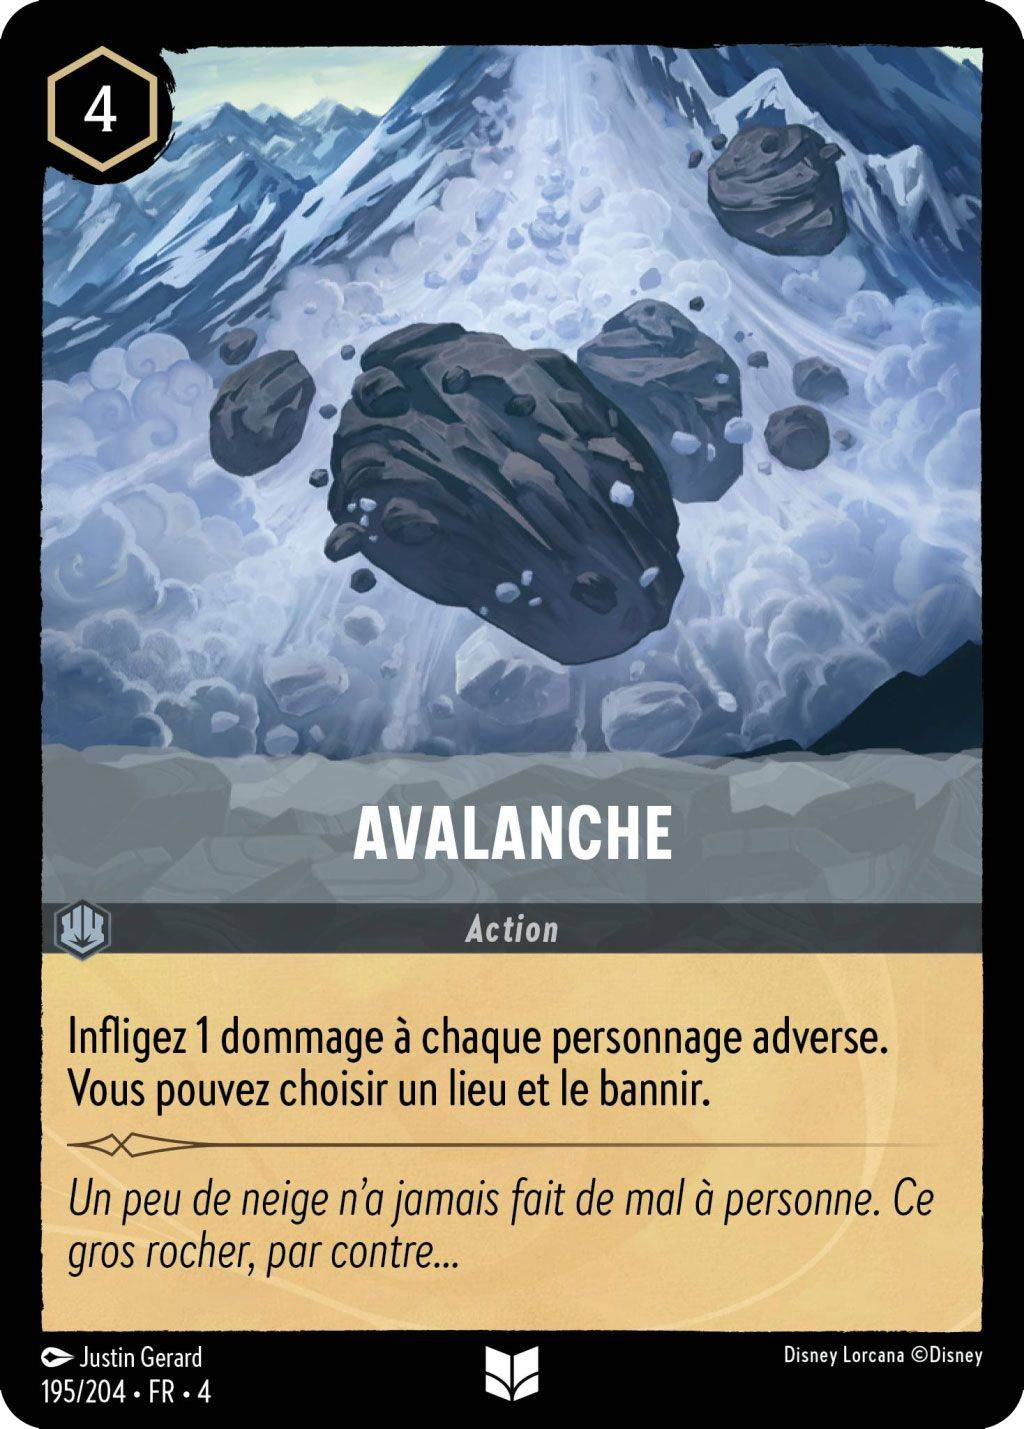 4
AVALANCHE
Action
Infligez 1 dommage à chaque personnage adverse.
Vous pouvez choisir un lieu et le bannir.
Un peu de neige n'a jamais fait de mal à personne. Ce
gros rocher, par contre...
Justin Gerard
195/204 • FR • 4
Disney Lorcana ©Disney